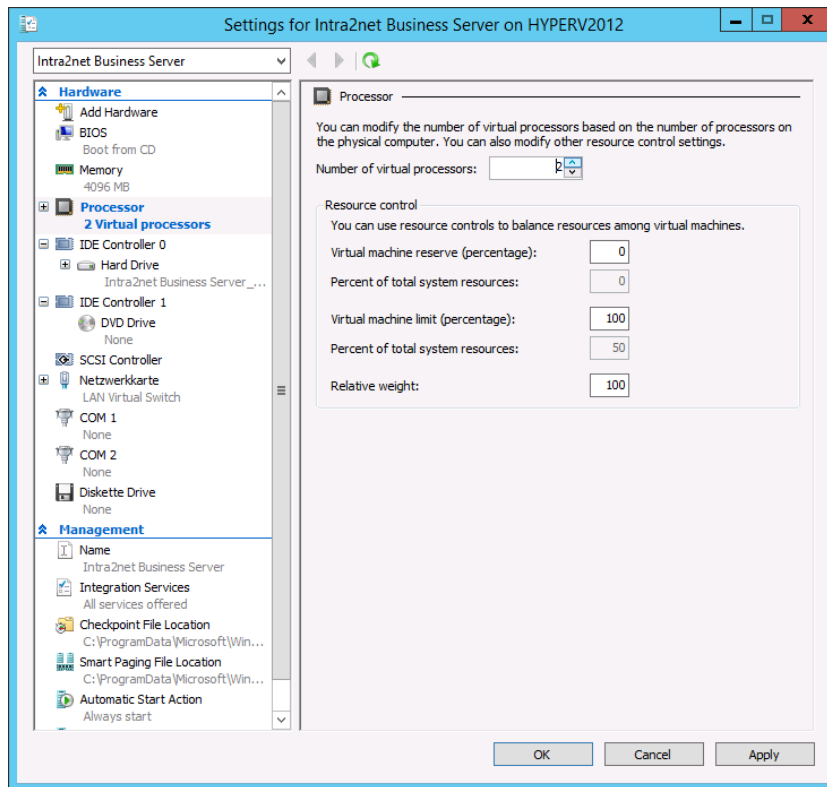 Settings for Intra2net Business Server on HYPERV2012
Intra2net Business Server
Hardware
Add Hardware
BIOS
Boot from CD
Memory
4096 MB
Processor
2 Virtual processors
IDE Controller 0
Hard Drive
Intra2net Business Server_...
IDE Controller 1
DVD Drive
None
SCSI Controller
Netzwerkkarte
LAN Virtual Switch
COM 1
None
COM 2
None
Diskette Drive
None
Management
Name
Intra2net Business Server
Integration Services
All services offered
Checkpoint File Location
C:\ProgramData\Microsoft\Win...
Smart Paging File Location
C:\ProgramData\Microsoft\Win...
Automatic Start Action
Always start
Processor
You can modify the number of virtual processors based on the number of processors on
the physical computer. You can also modify other resource control settings.
Number of virtual processors: 2
Resource control
You can use resource controls to balance resources among virtual machines.
Virtual machine reserve (percentage): 0
Percent of total system resources: 0
Virtual machine limit (percentage): 100
Percent of total system resources: 50
Relative weight: 100
OK Cancel Apply